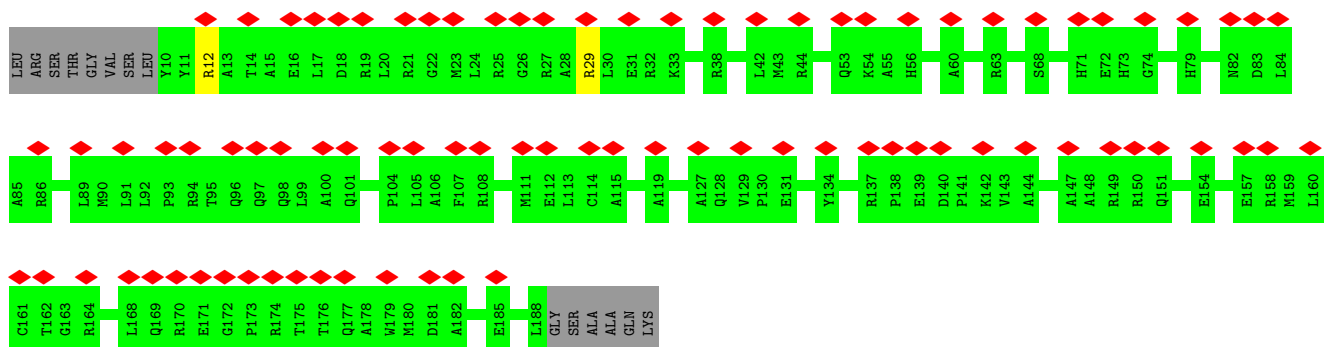 LEU ARG SER THR GLY VAL SER LEU Y10 Y11 R12 A13 T14 A15 E16 L17 D18 R19 L20 R21 G22 M23 L24 R25 G26 R27 A28 R29 L30 E31 R32 K33 R38 L42 M43 R44 Q53 K54 A55 H56 A60 R63 S68 H71 E72 H73 G74 H79 N82 D83 L84
A85 R86 L89 M90 L91 L92 P93 R94 T95 Q96 Q97 Q98 L99 A100 Q101 P104 L105 A106 F107 R108 M111 E112 L113 C114 A115 A119 A127 Q128 V129 P130 E131 Y134 R137 P138 E139 D140 P141 K142 V143 A144 A147 A148 R149 R150 Q151 E154 E157 R158 M159 L160
C161 T162 G163 R164 L168 Q169 R170 E171 G172 P173 R174 T175 T176 Q177 A178 W179 M180 D181 A182 E185 L188 GLY SER ALA ALA GLN LYS